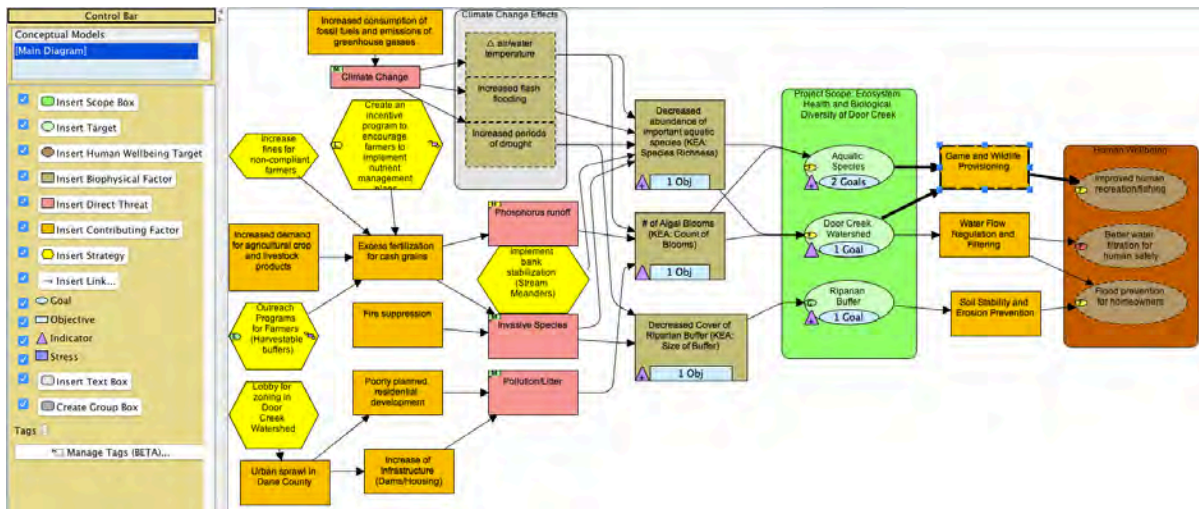 Control Bar
Conceptual Models:
[Main Diagram]
Insert Scope Box
Insert Target
Insert Human Wellbeing Target
Insert Biophysical Factor
Insert Direct Threat
Insert Contributing Factor
Insert Strategy
Insert Link...
Goal
Objective
Indicator
Stress
Insert Text Box
Create Group Box
Tags
Manage Tags (BETA)...
Increased consumption of
fossil fuels and emissions of
greenhouse gasses
Climate Change
Create an
incentive program to
encourage farmers to
implement
nutrient management
plans
Increase
fines for
non-compliant
farmers
Increased demand
for agricultural crop
and livestock
products
Excess fertilization
for cash grains
Outreach
Programs
for Farmers
(Harvestable
buffers)
Fire suppression
Lobby for
zoning in
Door
Creek
Watershed
Poorly planned
residential
development
Urban sprawl in
Dane County
Increase of
Infrastructure
(Dams/Housing)
Climate Change Effects
△ air/water
temperature
Increased flash
flooding
Increased periods
of drought
Phosphorus runoff
Implement
bank
stabilization
(Stream
Meanders)
Invasive Species
Pollution/Litter
Decreased
abundance of
important aquatic
species (KEA:
Species Richness)
1 Obj
# of Algal Blooms
(KEA: Count of
Blooms)
1 Obj
Decreased Cover of
Riparian Buffer (KEA:
Size of Buffer)
1 Obj
Project Scope: Ecosystem
Health and Biological
Diversity of Door Creek
Aquatic
Species
2 Goals
Door Creek
Watershed
1 Goal
Riparian
Buffer
1 Goal
Game and Wildlife
Provisioning
Water Flow
Regulation and
Filtering
Soil Stability and
Erosion Prevention
Human Wellbeing
Improved human
recreation/fishing
Better water
filtration for
human safety
Flood prevention
for homeowners